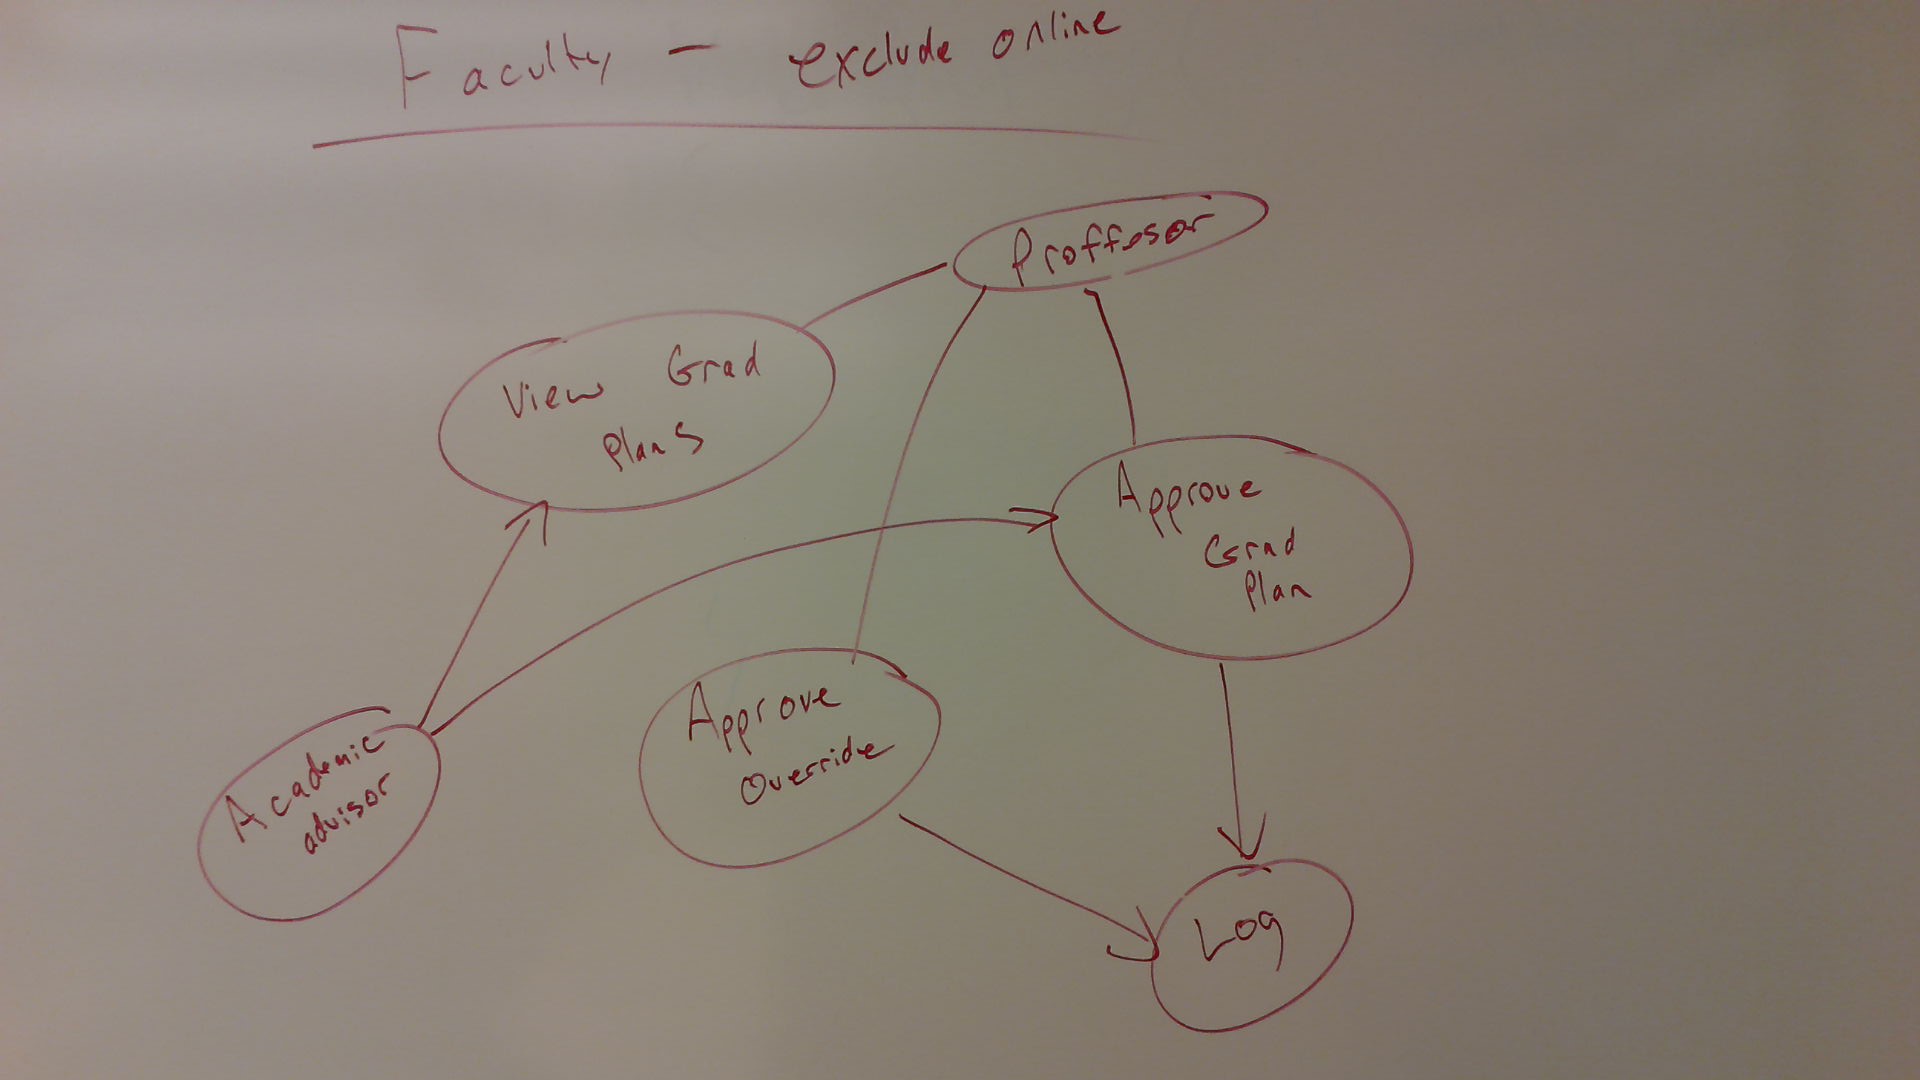 Faculty - exclude online
Proffesor
View Grad
Plans
Approve
Grad
Plan
Approve
Override
Academic
advisor
Log